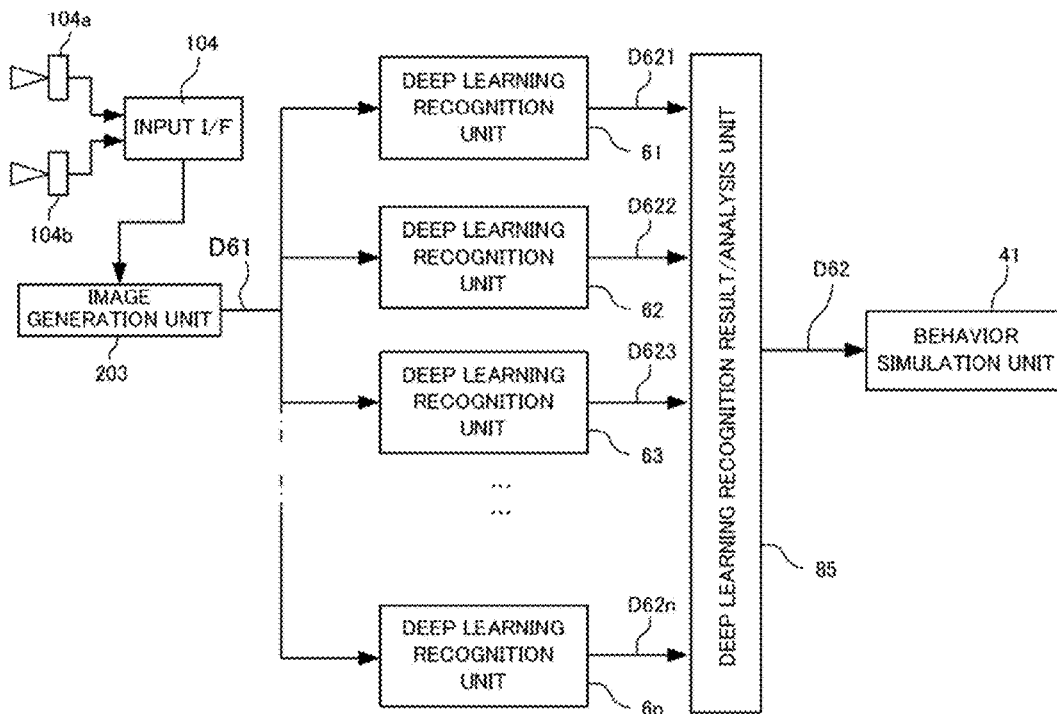 104a
104
INPUT I/F
104b
D61
IMAGE
GENERATION UNIT
203
DEEP LEARNING
RECOGNITION
UNIT
D621
61
DEEP LEARNING
RECOGNITION
UNIT
D622
62
DEEP LEARNING
RECOGNITION
UNIT
D623
63
...
...
DEEP LEARNING
RECOGNITION
UNIT
D62n
6n
DEEP LEARNING RECOGNITION RESULT/ANALYSIS UNIT
85
D62
41
BEHAVIOR
SIMULATION UNIT